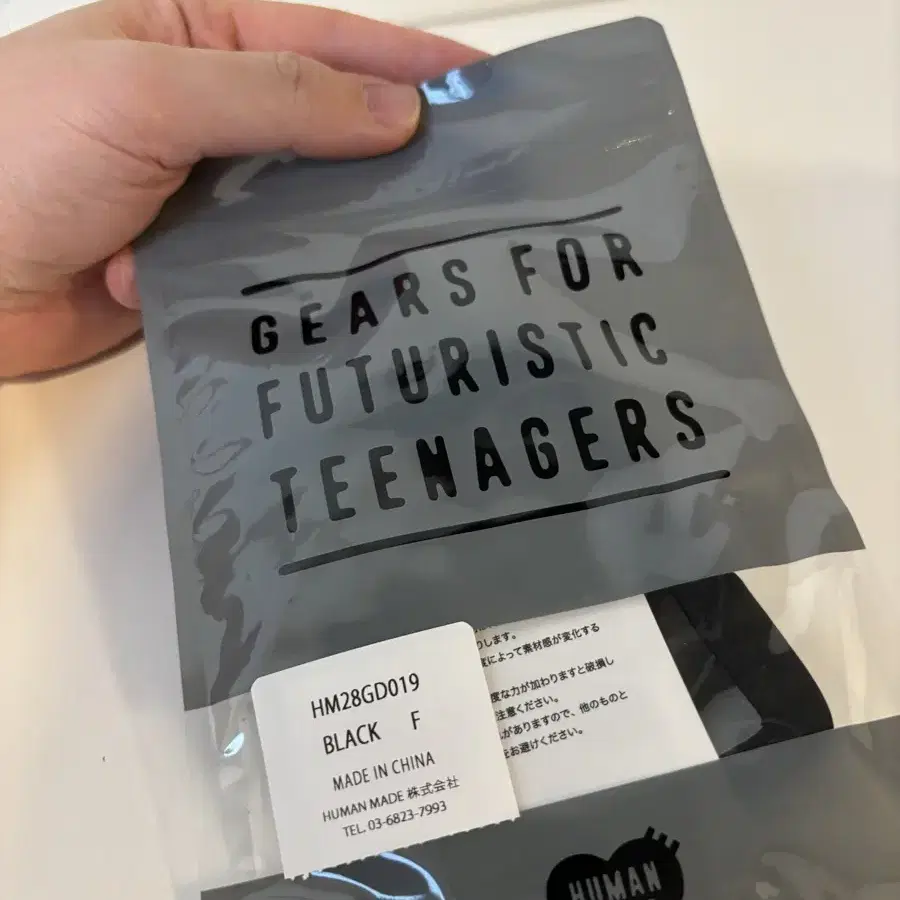 GEARS FOR
FUTURISTIC
TEENAGERS
HM28GD019
BLACK F
MADE IN CHINA
HUMAN MADE 株式会社
TEL. 03-6823-7993
します。
によって素材感が変化する
度な力が加わりますと破損し
注意ください。
がありますので、他のものと
お避けください。
HUMAN